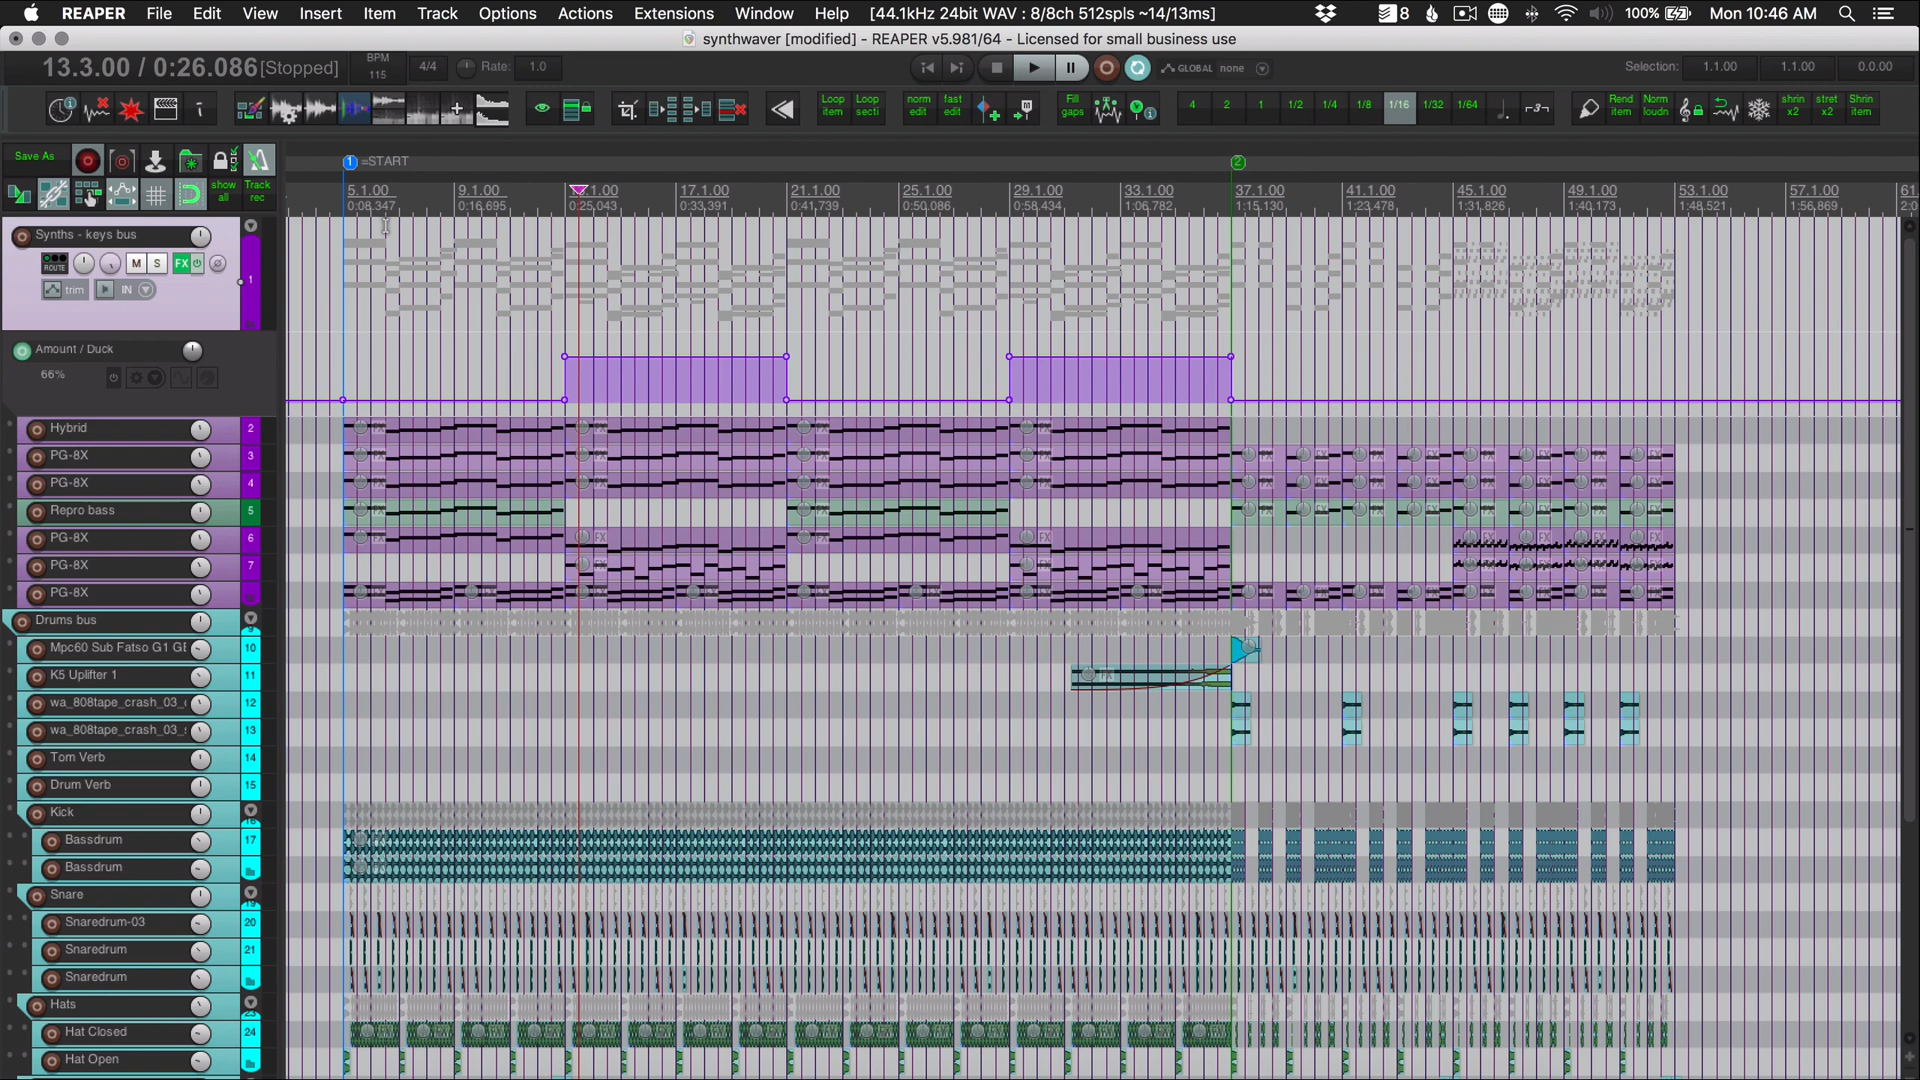 REAPER File Edit View Insert Item Track Options Actions Extensions Window Help [44.1kHz 24bit WAV : 8/8ch 512spls ~14/13ms] 8 100% Mon 10:46 AM
synthwaver [modified] - REAPER v5.981/64 - Licensed for small business use
13.3.00 / 0:26.086 [Stopped] BPM 115 4/4 Rate: 1.0 GLOBAL none Selection: 1.1.00 1.1.00 0.0.00
Loop item Loop secti norm edit fast edit Fill gaps 4 2 1 1/2 1/4 1/8 1/16 1/32 1/64 3 Rend item Norm loudn shrin x2 stret x2 Shrin item
Save As
show all Track rec
1 =START 2
5.1.00 9.1.00 17.1.00 21.1.00 25.1.00 29.1.00 33.1.00 37.1.00 41.1.00 45.1.00 49.1.00 53.1.00 57.1.00 61.
0:08.347 0:16.695 0:25.043 0:33.391 0:41.739 0:50.086 0:58.434 1:06.782 1:15.130 1:23.478 1:31.826 1:40.173 1:48.521 1:56.869 2:0
Synths - keys bus
ROUTE M S FX
trim IN 1
Amount / Duck
66%
Hybrid 2
PG-8X 3
PG-8X 4
Repro bass 5
PG-8X 6
PG-8X 7
PG-8X
Drums bus
Mpc60 Sub Fatso G1 GE 10
K5 Uplifter 1 11
wa_808tape_crash_03_ 12
wa_808tape_crash_03_ 13
Tom Verb 14
Drum Verb 15
Kick
Bassdrum 17
Bassdrum
Snare
Snaredrum-03 20
Snaredrum 21
Snaredrum
Hats
Hat Closed 24
Hat Open